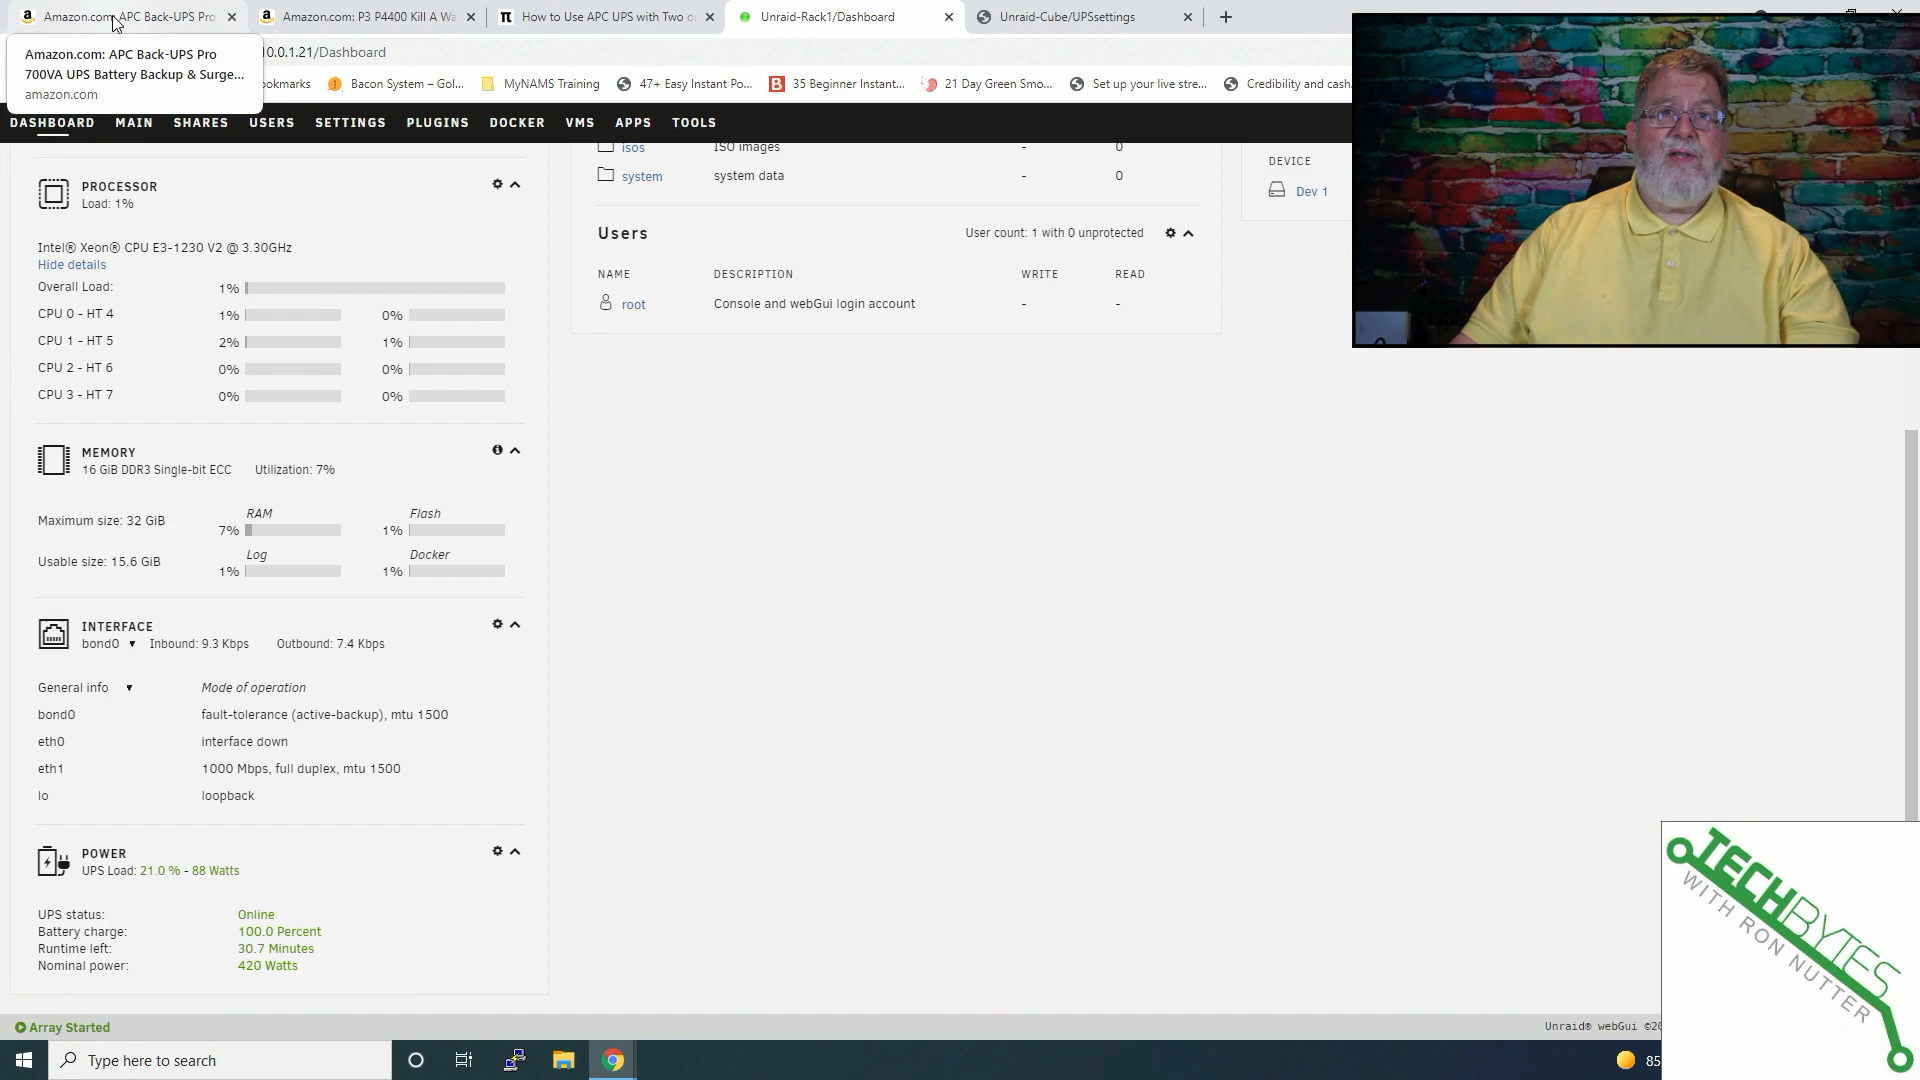 Amazon.com: APC Back-UPS Pro
Amazon.com: P3 P4400 Kill A Wa
How to Use APC UPS with Two o
Unraid-Rack1/Dashboard
Unraid-Cube/UPSsettings
Amazon.com: APC Back-UPS Pro
700VA UPS Battery Backup & Surge...
amazon.com
10.0.1.21/Dashboard
ookmarks
Bacon System – Gol...
MyNAMS Training
47+ Easy Instant Po...
35 Beginner Instant...
21 Day Green Smo...
Set up your live stre...
Credibility and cash
DASHBOARD MAIN SHARES USERS SETTINGS PLUGINS DOCKER VMS APPS TOOLS
PROCESSOR
Load: 1%
Intel® Xeon® CPU E3-1230 V2 @ 3.30GHz
Hide details
Overall Load: 1%
CPU 0 - HT 4 1% 0%
CPU 1 - HT 5 2% 1%
CPU 2 - HT 6 0% 0%
CPU 3 - HT 7 0% 0%
MEMORY
16 GiB DDR3 Single-bit ECC Utilization: 7%
RAM Flash
Maximum size: 32 GiB 7% 1%
Log Docker
Usable size: 15.6 GiB 1% 1%
INTERFACE
bond0 Inbound: 9.3 Kbps Outbound: 7.4 Kbps
General info Mode of operation
bond0 fault-tolerance (active-backup), mtu 1500
eth0 interface down
eth1 1000 Mbps, full duplex, mtu 1500
lo loopback
POWER
UPS Load: 21.0 % - 88 Watts
UPS status: Online
Battery charge: 100.0 Percent
Runtime left: 30.7 Minutes
Nominal power: 420 Watts
isos ISO images - 0
system system data - 0
Users User count: 1 with 0 unprotected
NAME DESCRIPTION WRITE READ
root Console and webGui login account - -
DEVICE
Dev 1
Array Started
Unraid® webGui ©20
Type here to search
85
TECHBYTES
WITH RON NUTTER